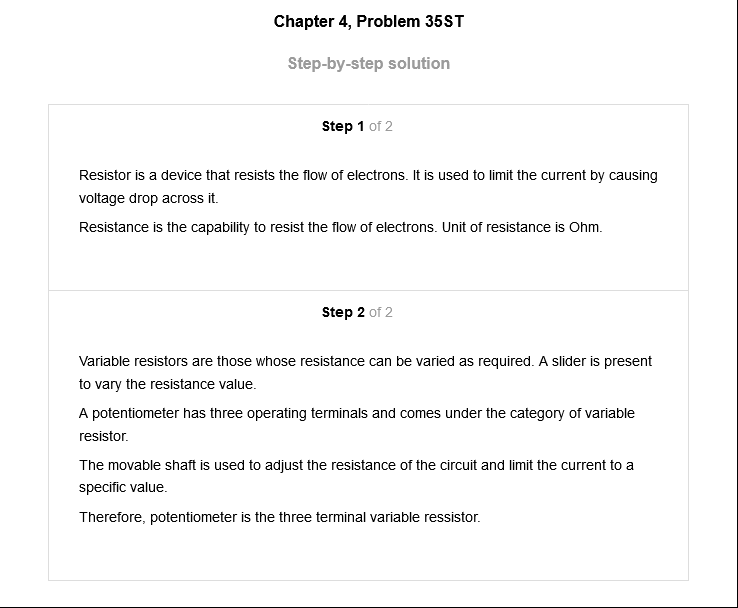 Chapter 4, Problem 35ST
Step-by-step solution
Step 1 of 2
Resistor is a device that resists the flow of electrons. It is used to limit the current by causing
voltage drop across it.
Resistance is the capability to resist the flow of electrons. Unit of resistance is Ohm.
Step 2 of 2
Variable resistors are those whose resistance can be varied as required. A slider is present
to vary the resistance value.
A potentiometer has three operating terminals and comes under the category of variable
resistor.
The movable shaft is used to adjust the resistance of the circuit and limit the current to a
specific value.
Therefore, potentiometer is the three terminal variable ressistor.